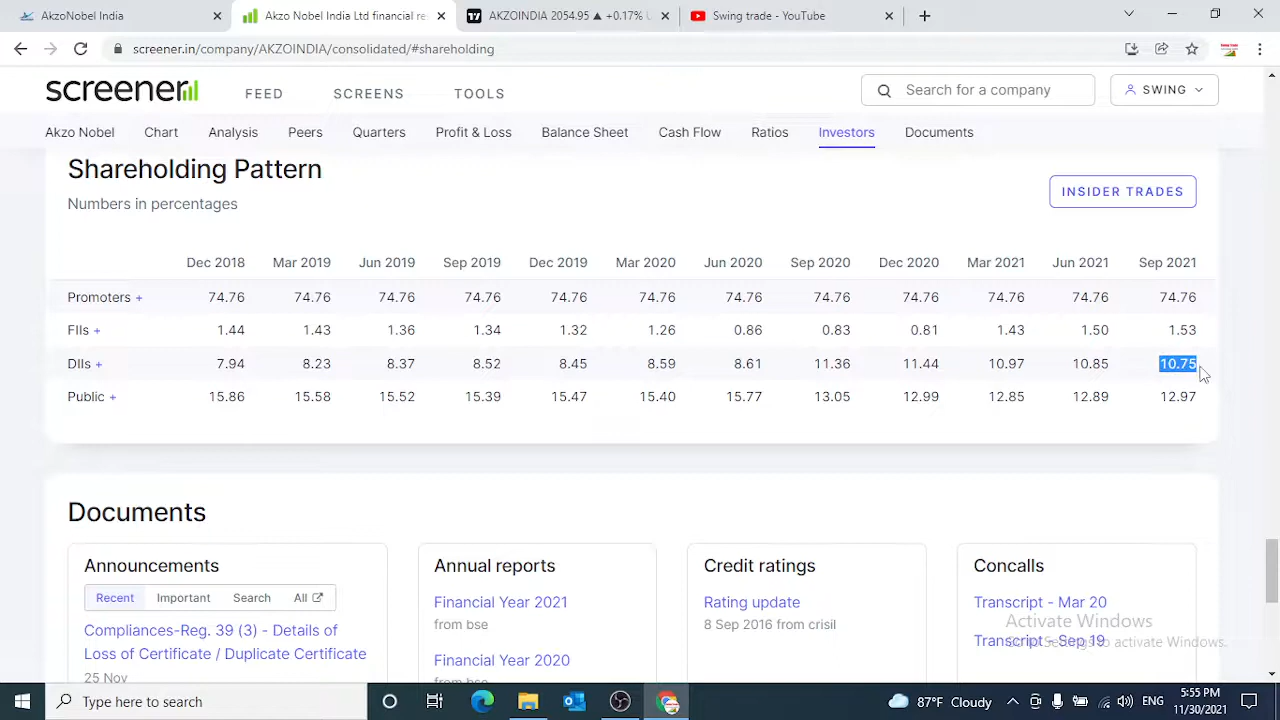 AkzoNobel India
Akzo Nobel India Ltd financial re
AKZOINDIA 2054.95 ▲ +0.17% U
Swing trade - YouTube
screener.in/company/AKZOINDIA/consolidated/#shareholding
screener
FEED
SCREENS
TOOLS
Search for a company
SWING
Akzo Nobel
Chart
Analysis
Peers
Quarters
Profit & Loss
Balance Sheet
Cash Flow
Ratios
Investors
Documents
Shareholding Pattern
INSIDER TRADES
Numbers in percentages
Dec 2018 Mar 2019 Jun 2019 Sep 2019 Dec 2019 Mar 2020 Jun 2020 Sep 2020 Dec 2020 Mar 2021 Jun 2021 Sep 2021
Promoters + 74.76 74.76 74.76 74.76 74.76 74.76 74.76 74.76 74.76 74.76 74.76 74.76
FIIs + 1.44 1.43 1.36 1.34 1.32 1.26 0.86 0.83 0.81 1.43 1.50 1.53
DIIs + 7.94 8.23 8.37 8.52 8.45 8.59 8.61 11.36 11.44 10.97 10.85 10.75
Public + 15.86 15.58 15.52 15.39 15.47 15.40 15.77 13.05 12.99 12.85 12.89 12.97
Documents
Announcements
Recent
Important
Search
All
Compliances-Reg. 39 (3) - Details of
Loss of Certificate / Duplicate Certificate
25 Nov
Annual reports
Financial Year 2021
from bse
Financial Year 2020
from bse
Credit ratings
Rating update
8 Sep 2016 from crisil
Concalls
Transcript - Mar 20
Transcript - Sep 19
Activate Windows
Go to Settings to activate Windows.
Type here to search
87°F Cloudy
ENG
5:55 PM
11/30/2021